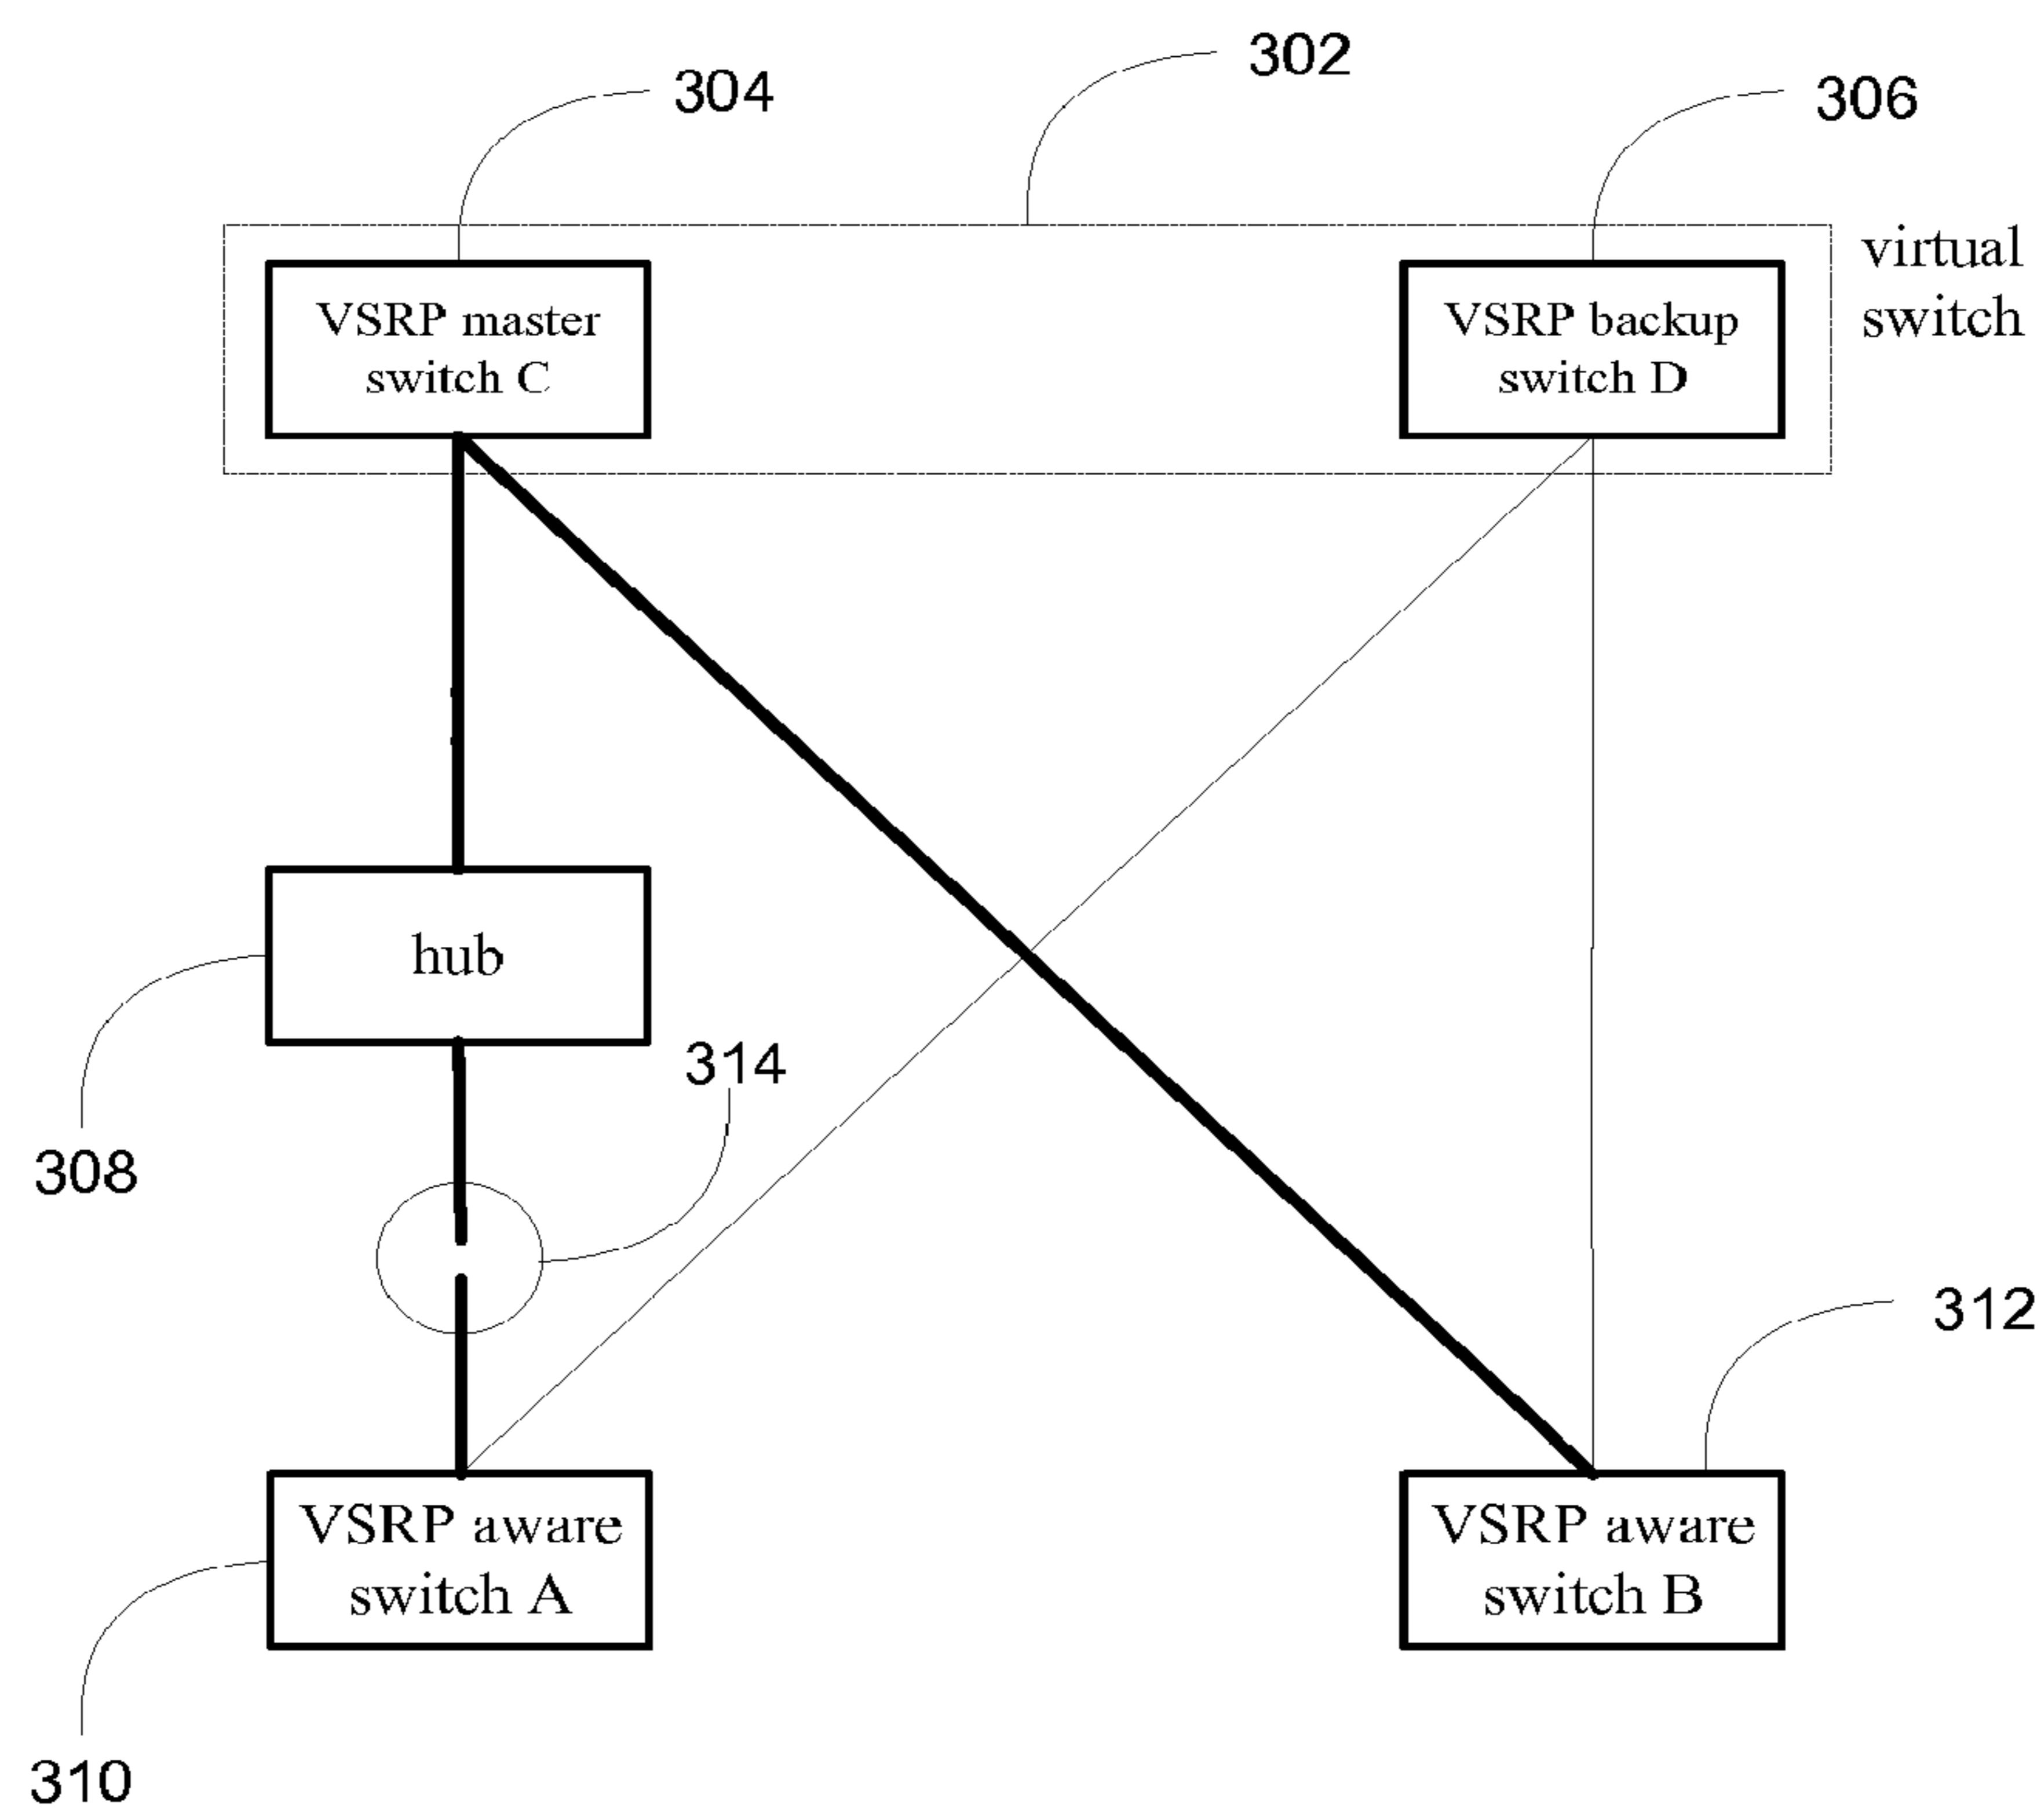 302
304
306
virtual
switch
VSRP master
switch C
VSRP backup
switch D
hub
314
308
312
VSRP aware
switch A
VSRP aware
switch B
310